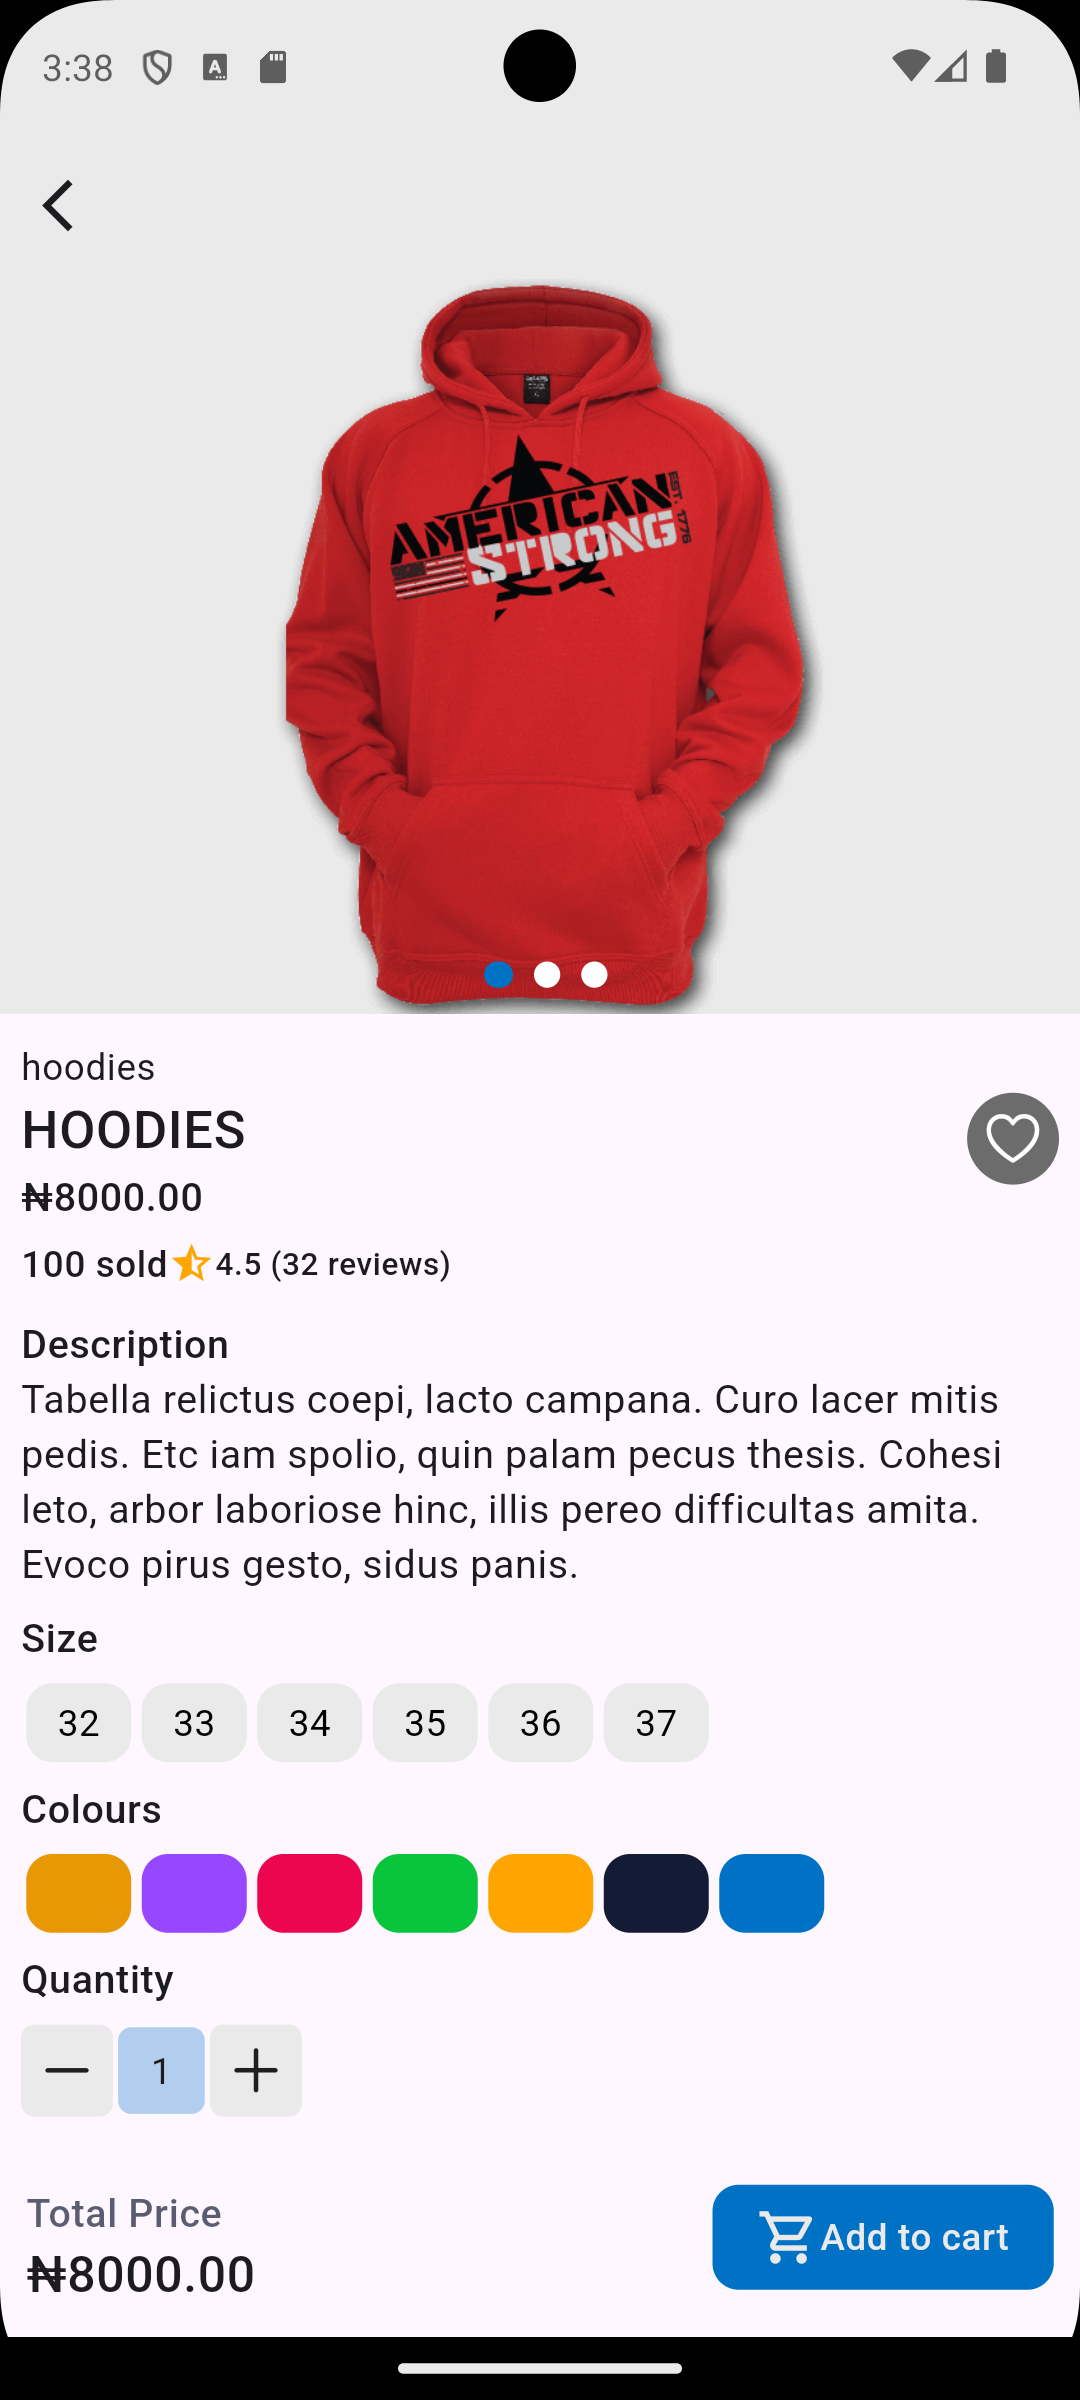 3:38
AMERICAN
STRONG
EST. 1776
hoodies
HOODIES
₦8000.00
100 sold 4.5 (32 reviews)
Description
Tabella relictus coepi, lacto campana. Curo lacer mitis
pedis. Etc iam spolio, quin palam pecus thesis. Cohesi
leto, arbor laboriose hinc, illis pereo difficultas amita.
Evoco pirus gesto, sidus panis.
Size
32 33 34 35 36 37
Colours
Quantity
1
Total Price
₦8000.00
Add to cart